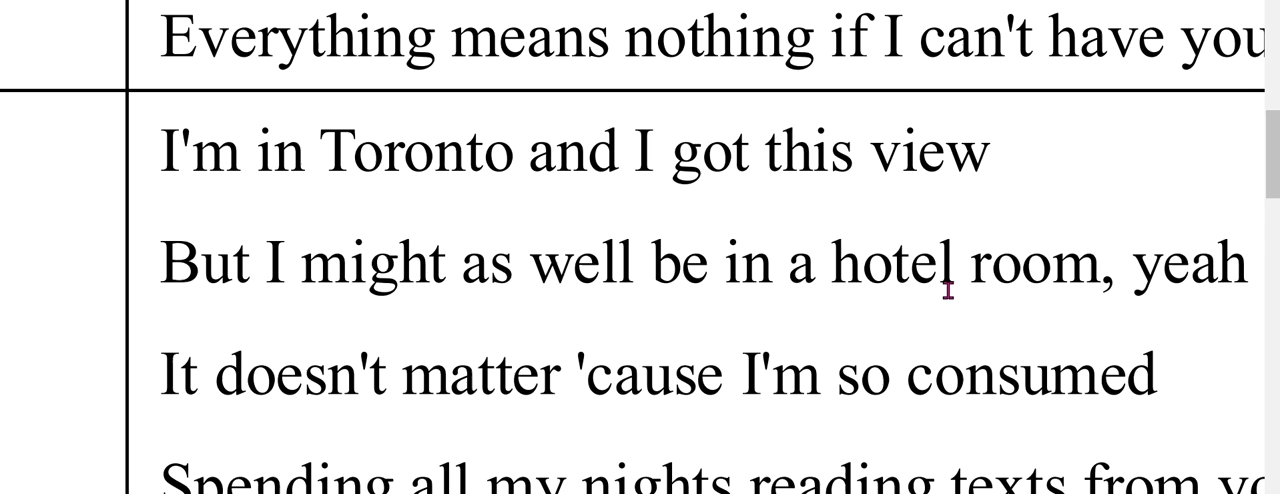 Everything means nothing if I can't have you
I'm in Toronto and I got this view
But I might as well be in a hotel room, yeah
It doesn't matter 'cause I'm so consumed
Spending all my nights reading texts from